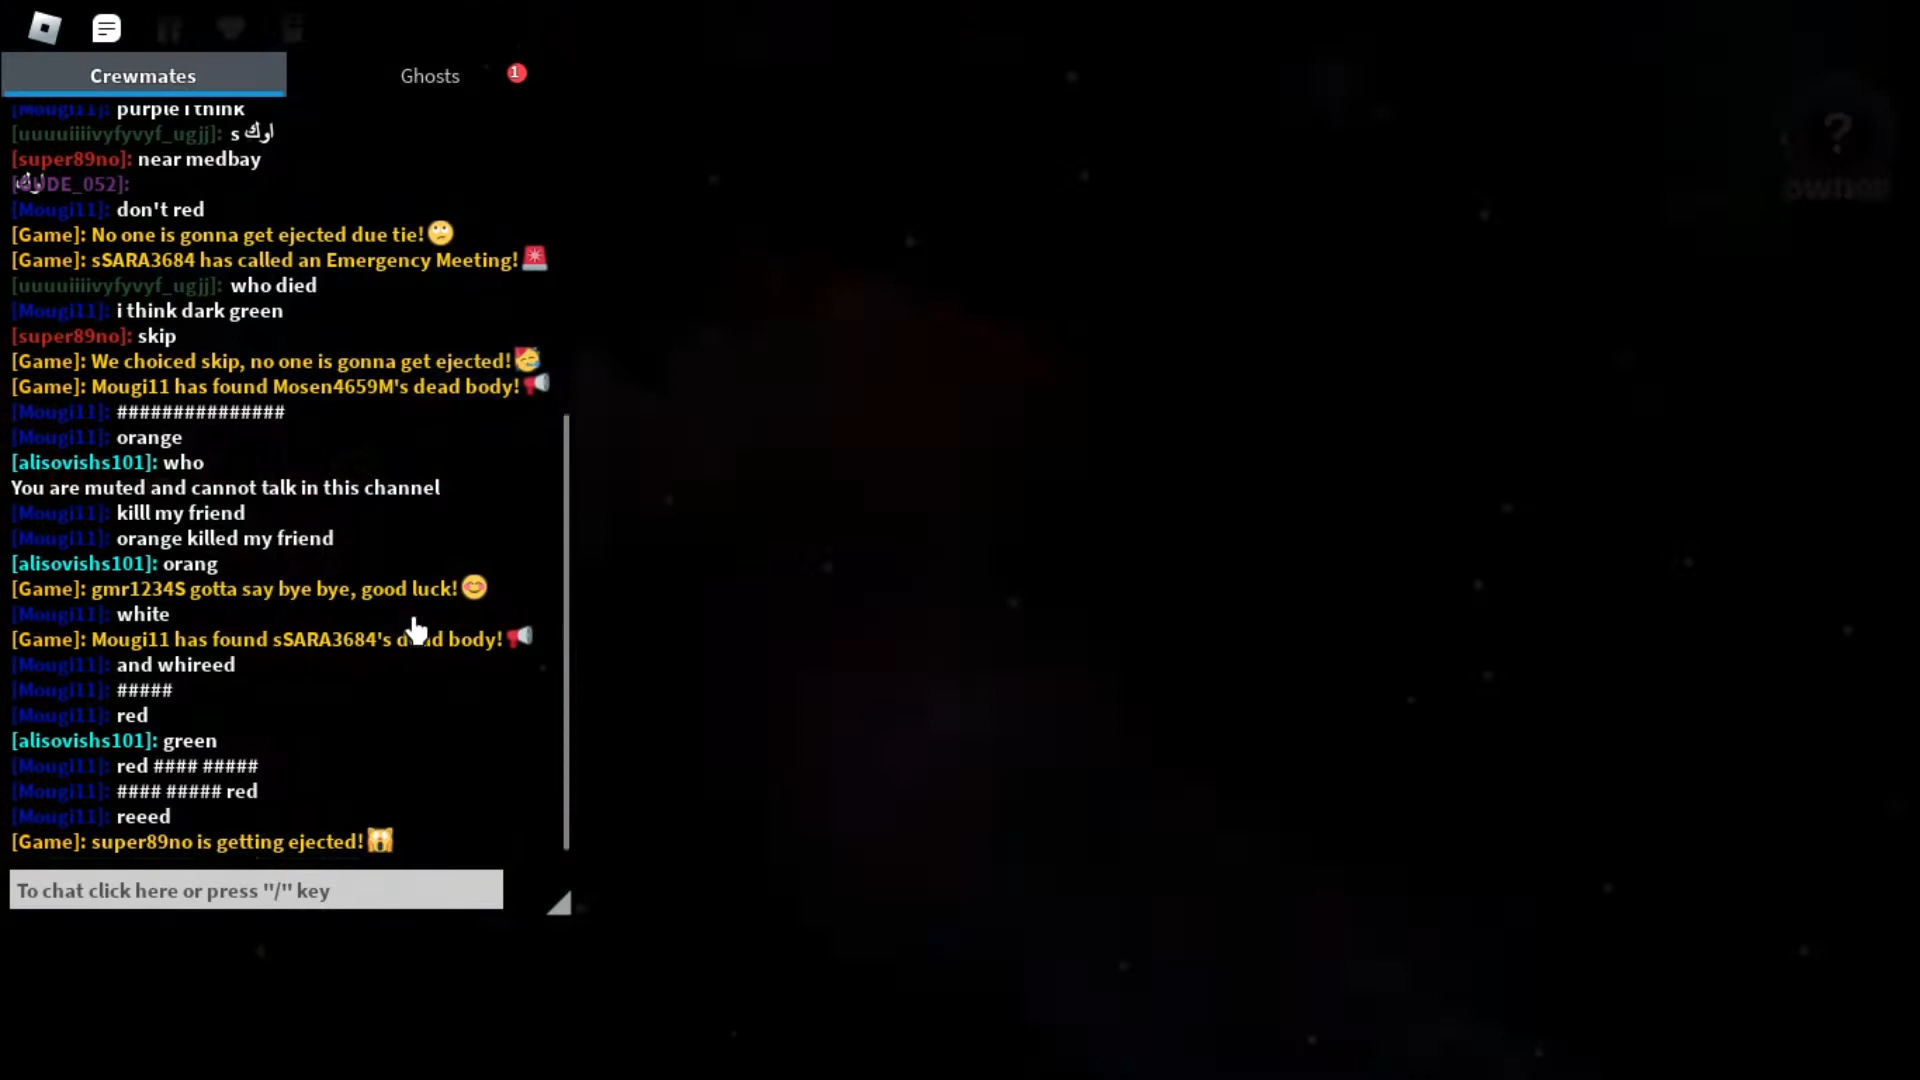 Crewmates
Ghosts
1
[Mougi11]: purple i think
[uuuuiiiivyfyvyf_ugjj]: s اوك
[super89no]: near medbay
اوك
[Mougi11]: don't red
[Game]: No one is gonna get ejected due tie!🙄
[Game]: sSARA3684 has called an Emergency Meeting!🚨
[uuuuiiiivyfyvyf_ugjj]: who died
[Mougi11]: i think dark green
[super89no]: skip
[Game]: We choiced skip, no one is gonna get ejected!🥳
[Game]: Mougi11 has found Mosen4659M's dead body!📢
[Mougi11]: ###############
[Mougi11]: orange
[alisovishs101]: who
You are muted and cannot talk in this channel
[Mougi11]: killl my friend
[Mougi11]: orange killed my friend
[alisovishs101]: orang
[Game]: gmr1234S gotta say bye bye, good luck!😊
[Mougi11]: white
[Game]: Mougi11 has found sSARA3684's dead body!📢
[Mougi11]: and whireed
[Mougi11]: #####
[Mougi11]: red
[alisovishs101]: green
[Mougi11]: red #### #####
[Mougi11]: #### ##### red
[Mougi11]: reeed
[Game]: super89no is getting ejected!🙀
To chat click here or press "/" key
?
owner